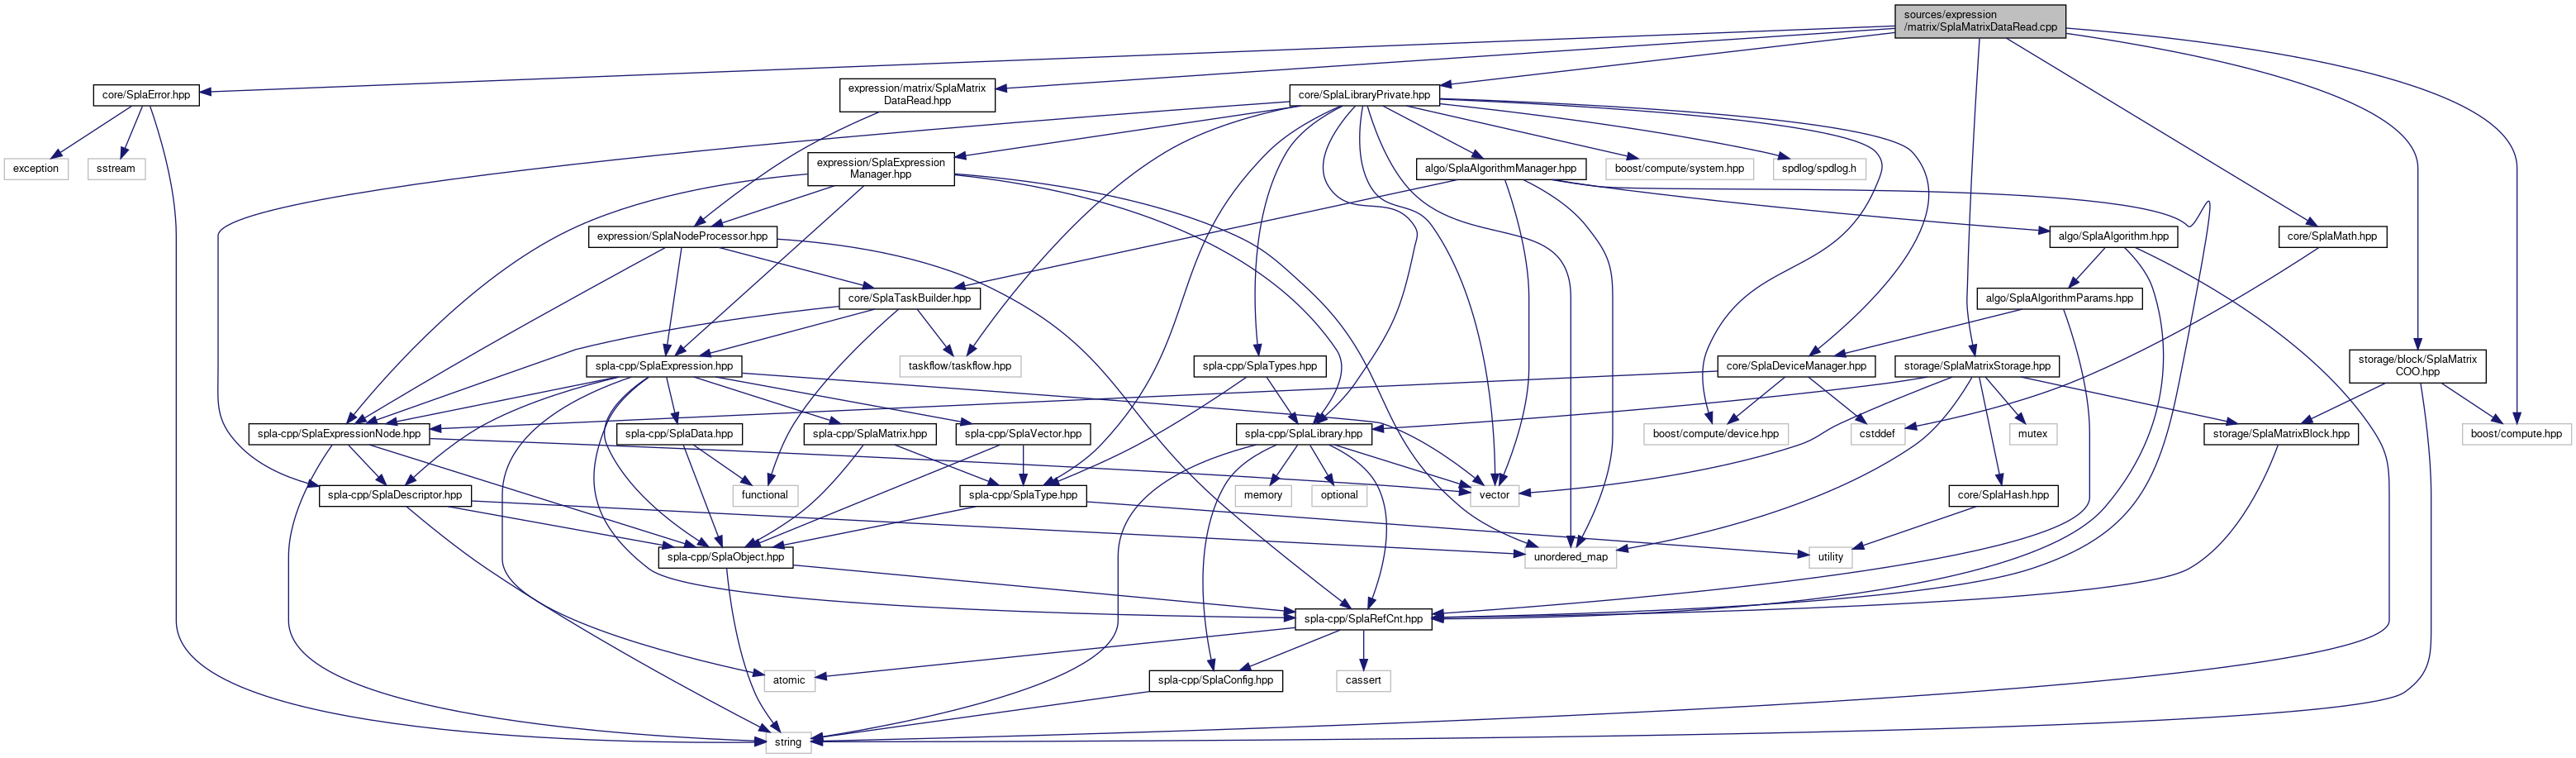 sources/expression
/matrix/SplaMatrixDataRead.cpp
core/SplaError.hpp
expression/matrix/SplaMatrix
DataRead.hpp
core/SplaLibraryPrivate.hpp
exception
sstream
expression/SplaExpression
Manager.hpp
algo/SplaAlgorithmManager.hpp
boost/compute/system.hpp
spdlog/spdlog.h
expression/SplaNodeProcessor.hpp
algo/SplaAlgorithm.hpp
core/SplaMath.hpp
core/SplaTaskBuilder.hpp
algo/SplaAlgorithmParams.hpp
spla-cpp/SplaExpression.hpp
taskflow/taskflow.hpp
spla-cpp/SplaTypes.hpp
core/SplaDeviceManager.hpp
storage/SplaMatrixStorage.hpp
storage/block/SplaMatrix
COO.hpp
spla-cpp/SplaExpressionNode.hpp
spla-cpp/SplaData.hpp
spla-cpp/SplaMatrix.hpp
spla-cpp/SplaVector.hpp
spla-cpp/SplaLibrary.hpp
boost/compute/device.hpp
cstddef
mutex
storage/SplaMatrixBlock.hpp
boost/compute.hpp
spla-cpp/SplaDescriptor.hpp
functional
spla-cpp/SplaType.hpp
memory
optional
vector
core/SplaHash.hpp
spla-cpp/SplaObject.hpp
unordered_map
utility
spla-cpp/SplaRefCnt.hpp
atomic
spla-cpp/SplaConfig.hpp
cassert
string